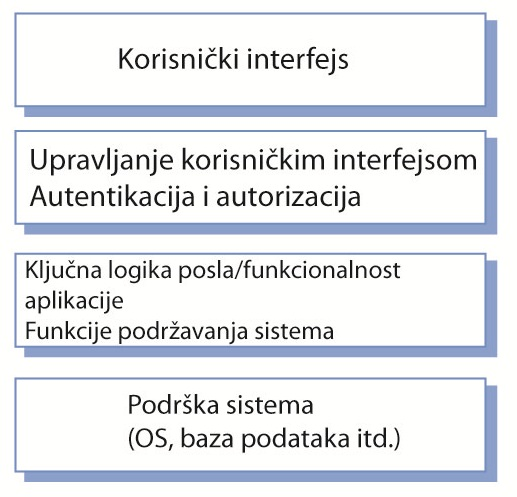 Korisnički interfejs
Upravljanje korisničkim interfejsom
Autentikacija i autorizacija
Ključna logika posla/funkcionalnost
aplikacije
Funkcije podržavanja sistema
Podrška sistema
(OS, baza podataka itd.)